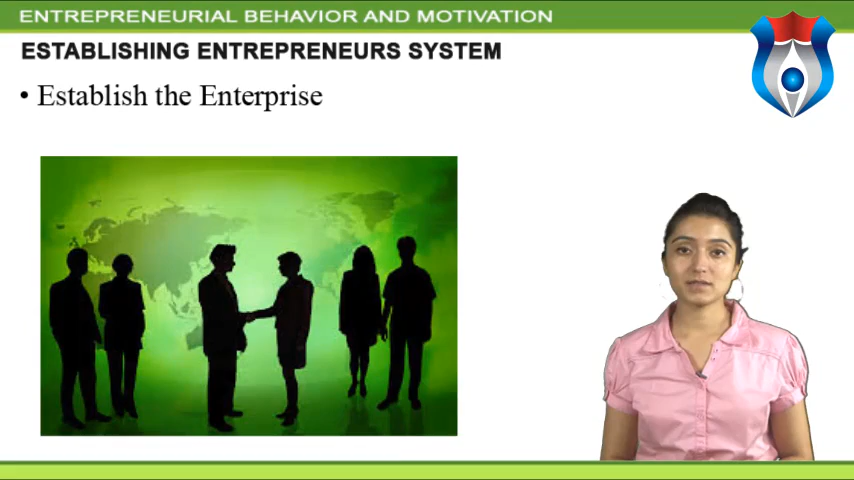 ENTREPRENEURIAL BEHAVIOR AND MOTIVATION
ESTABLISHING ENTREPRENEURS SYSTEM
• Establish the Enterprise